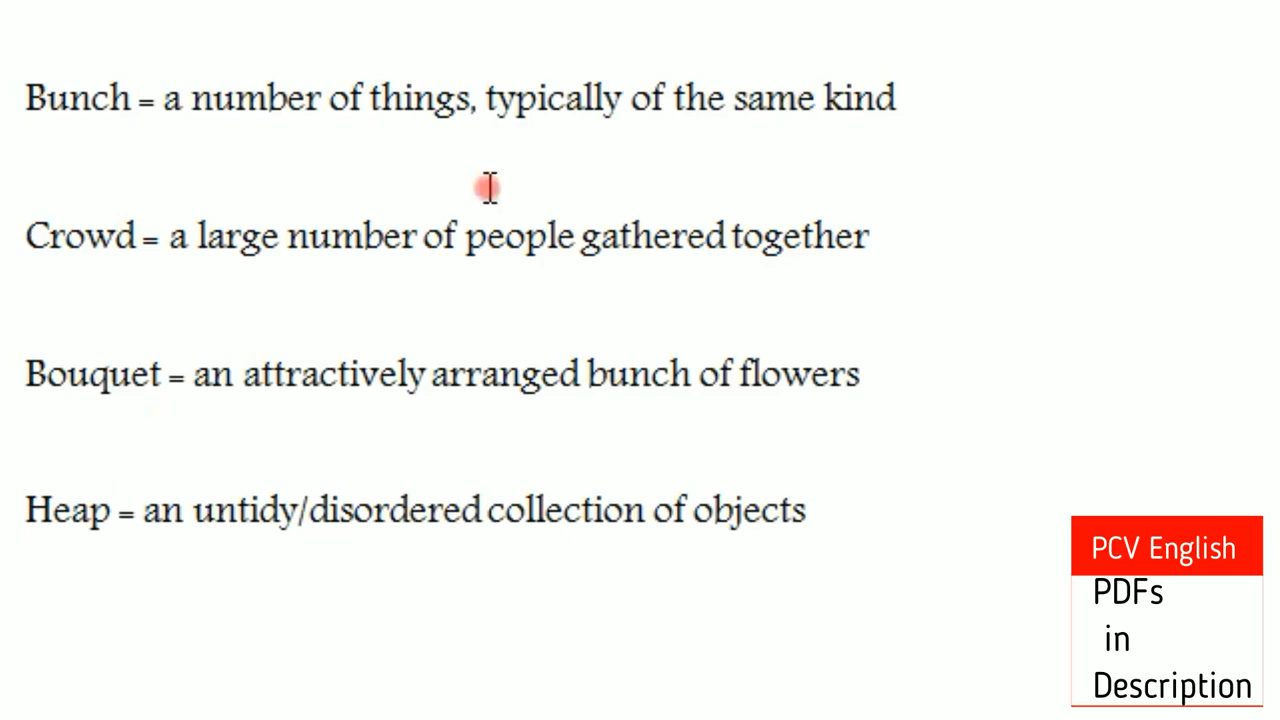 Bunch = a number of things, typically of the same kind
Crowd = a large number of people gathered together
Bouquet = an attractively arranged bunch of flowers
Heap = an untidy/disordered collection of objects
PCV English
PDFs
in
Description